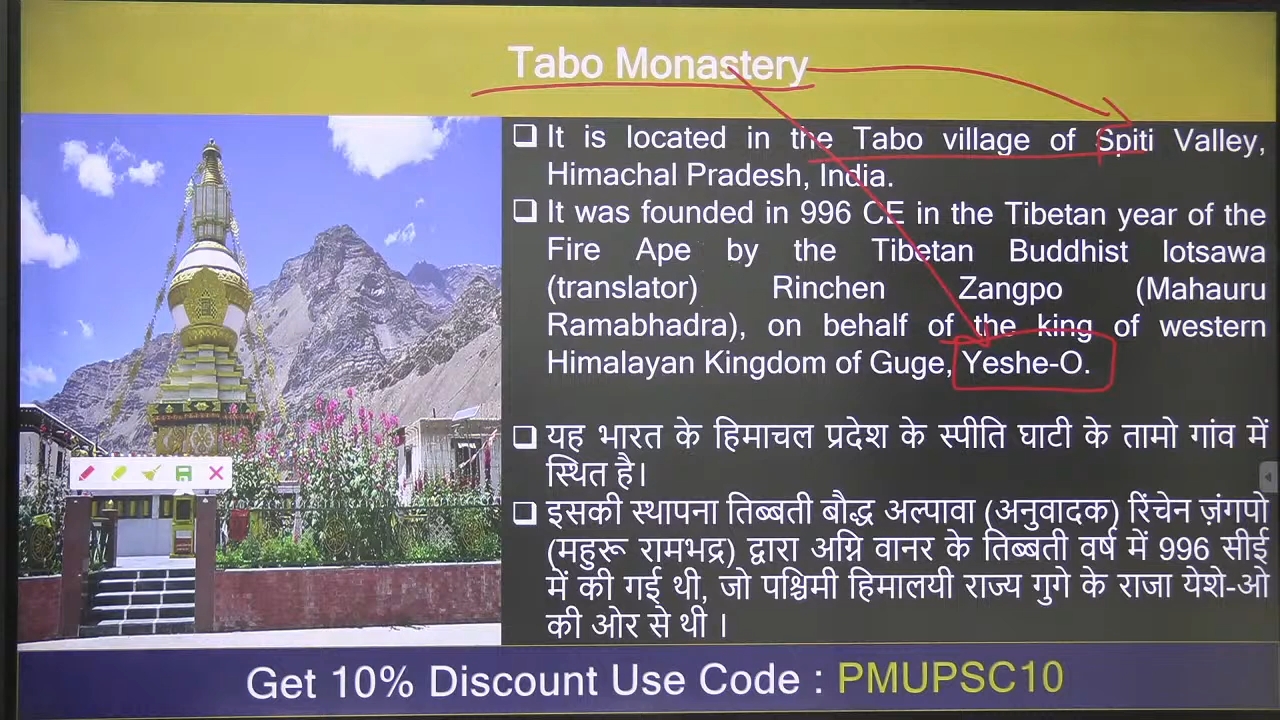 Tabo Monastery
❑ It is located in the Tabo village of Spiti Valley,
Himachal Pradesh, India.
❑ It was founded in 996 CE in the Tibetan year of the
Fire Ape by the Tibetan Buddhist lotsawa
(translator) Rinchen Zangpo (Mahauru
Ramabhadra), on behalf of the king of western
Himalayan Kingdom of Guge, Yeshe-O.
❑ यह भारत के हिमाचल प्रदेश के स्पीति घाटी के तामो गांव में
स्थित है।
❑ इसकी स्थापना तिब्बती बौद्ध अल्पावा (अनुवादक) रिंचेन ज़ंगपो
(महुरू रामभद्र) द्वारा अग्नि वानर के तिब्बती वर्ष में 996 सीई
में की गई थी, जो पश्चिमी हिमालयी राज्य गुगे के राजा येशे-ओ
की ओर से थी ।
Get 10% Discount Use Code : PMUPSC10